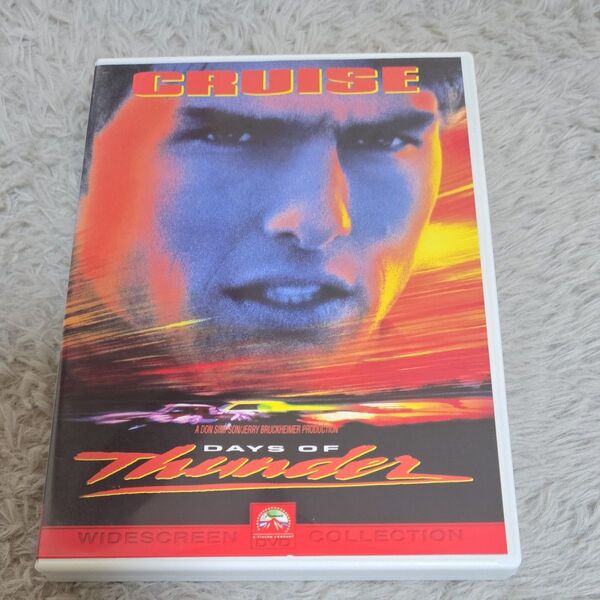 CRUISE
A DON SIMPSON/JERRY BRUCKHEIMER PRODUCTION
DAYS OF
Thunder
WIDESCREEN DVD COLLECTION